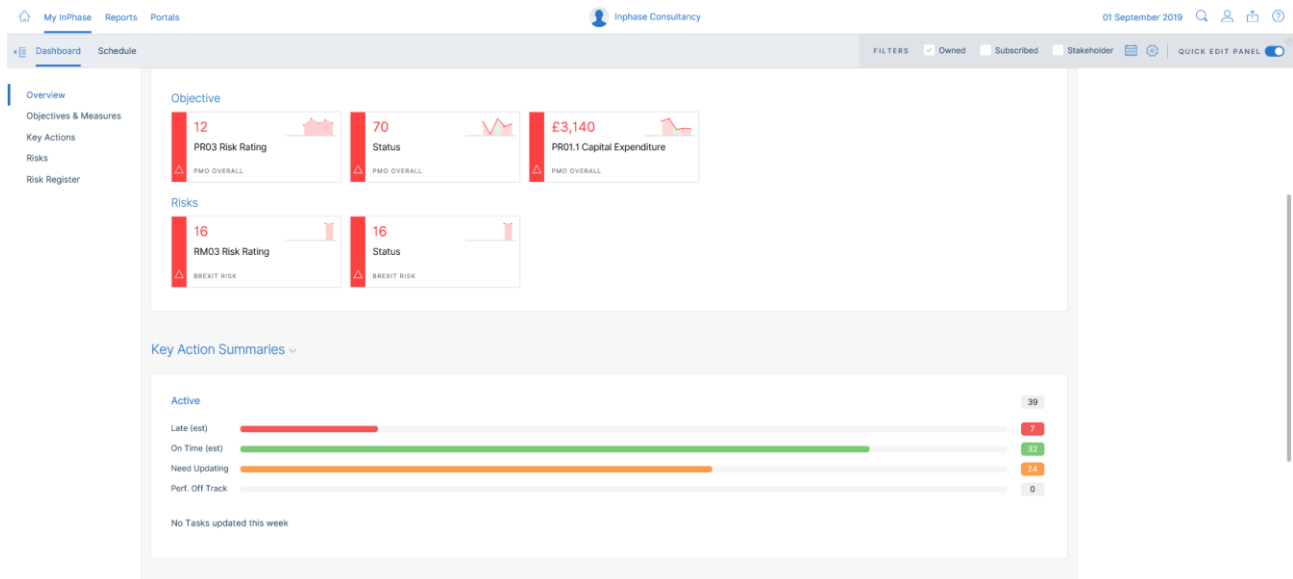 My InPhase Reports Portals Inphase Consultancy 01 September 2019
Dashboard Schedule FILTERS Owned Subscribed Stakeholder QUICK EDIT PANEL
Overview
Objectives & Measures
Key Actions
Risks
Risk Register
Objective
12
PR03 Risk Rating
PMO OVERALL
70
Status
PMO OVERALL
£3,140
PR01.1 Capital Expenditure
PMO OVERALL
Risks
16
RM03 Risk Rating
BREXIT RISK
16
Status
BREXIT RISK
Key Action Summaries
Active 39
Late (est) 7
On Time (est) 32
Need Updating 24
Perf. Off Track 0
No Tasks updated this week